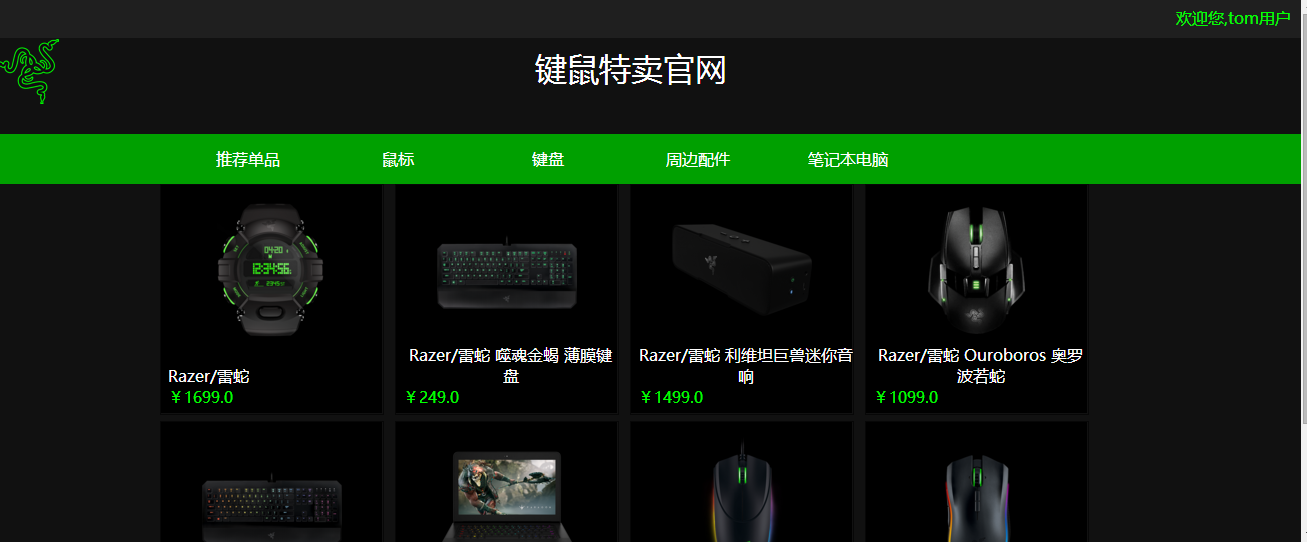 欢迎您,tom用户
键鼠特卖官网
推荐单品 鼠标 键盘 周边配件 笔记本电脑
04:20
12:34:56
Razer/雷蛇
￥1699.0
Razer/雷蛇 噬魂金蝎 薄膜键
盘
￥249.0
Razer/雷蛇 利维坦巨兽迷你音
响
￥1499.0
Razer/雷蛇 Ouroboros 奥罗
波若蛇
￥1099.0